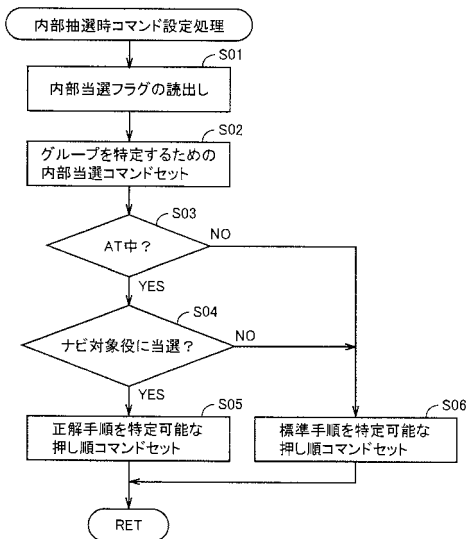 内部抽選時コマンド設定処理
S01
内部当選フラグの読出し
S02
グループを特定するための
内部当選コマンドセット
S03
AT中？
NO
YES
S04
ナビ対象役に当選？
NO
YES
S05
正解手順を特定可能な
押し順コマンドセット
S06
標準手順を特定可能な
押し順コマンドセット
RET